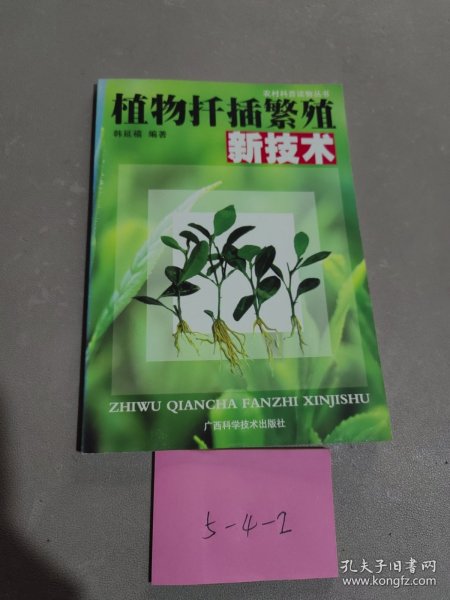 农村科普读物丛书
植物扦插繁殖
新技术
韩延禧 编著
ZHIWU QIANCHA FANZHI XINJISHU
广西科学技术出版社
5-4-2
孔夫子旧书网
www.kongfz.com